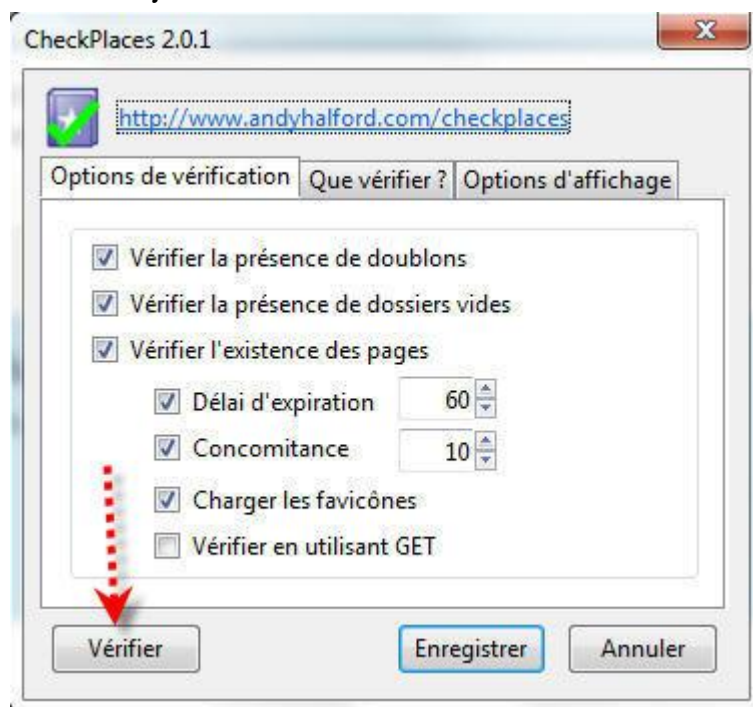 CheckPlaces 2.0.1
http://www.andyhalford.com/checkplaces
Options de vérification Que vérifier ? Options d'affichage
Vérifier la présence de doublons
Vérifier la présence de dossiers vides
Vérifier l'existence des pages
Délai d'expiration 60
Concomitance 10
Charger les favicônes
Vérifier en utilisant GET
Vérifier Enregistrer Annuler